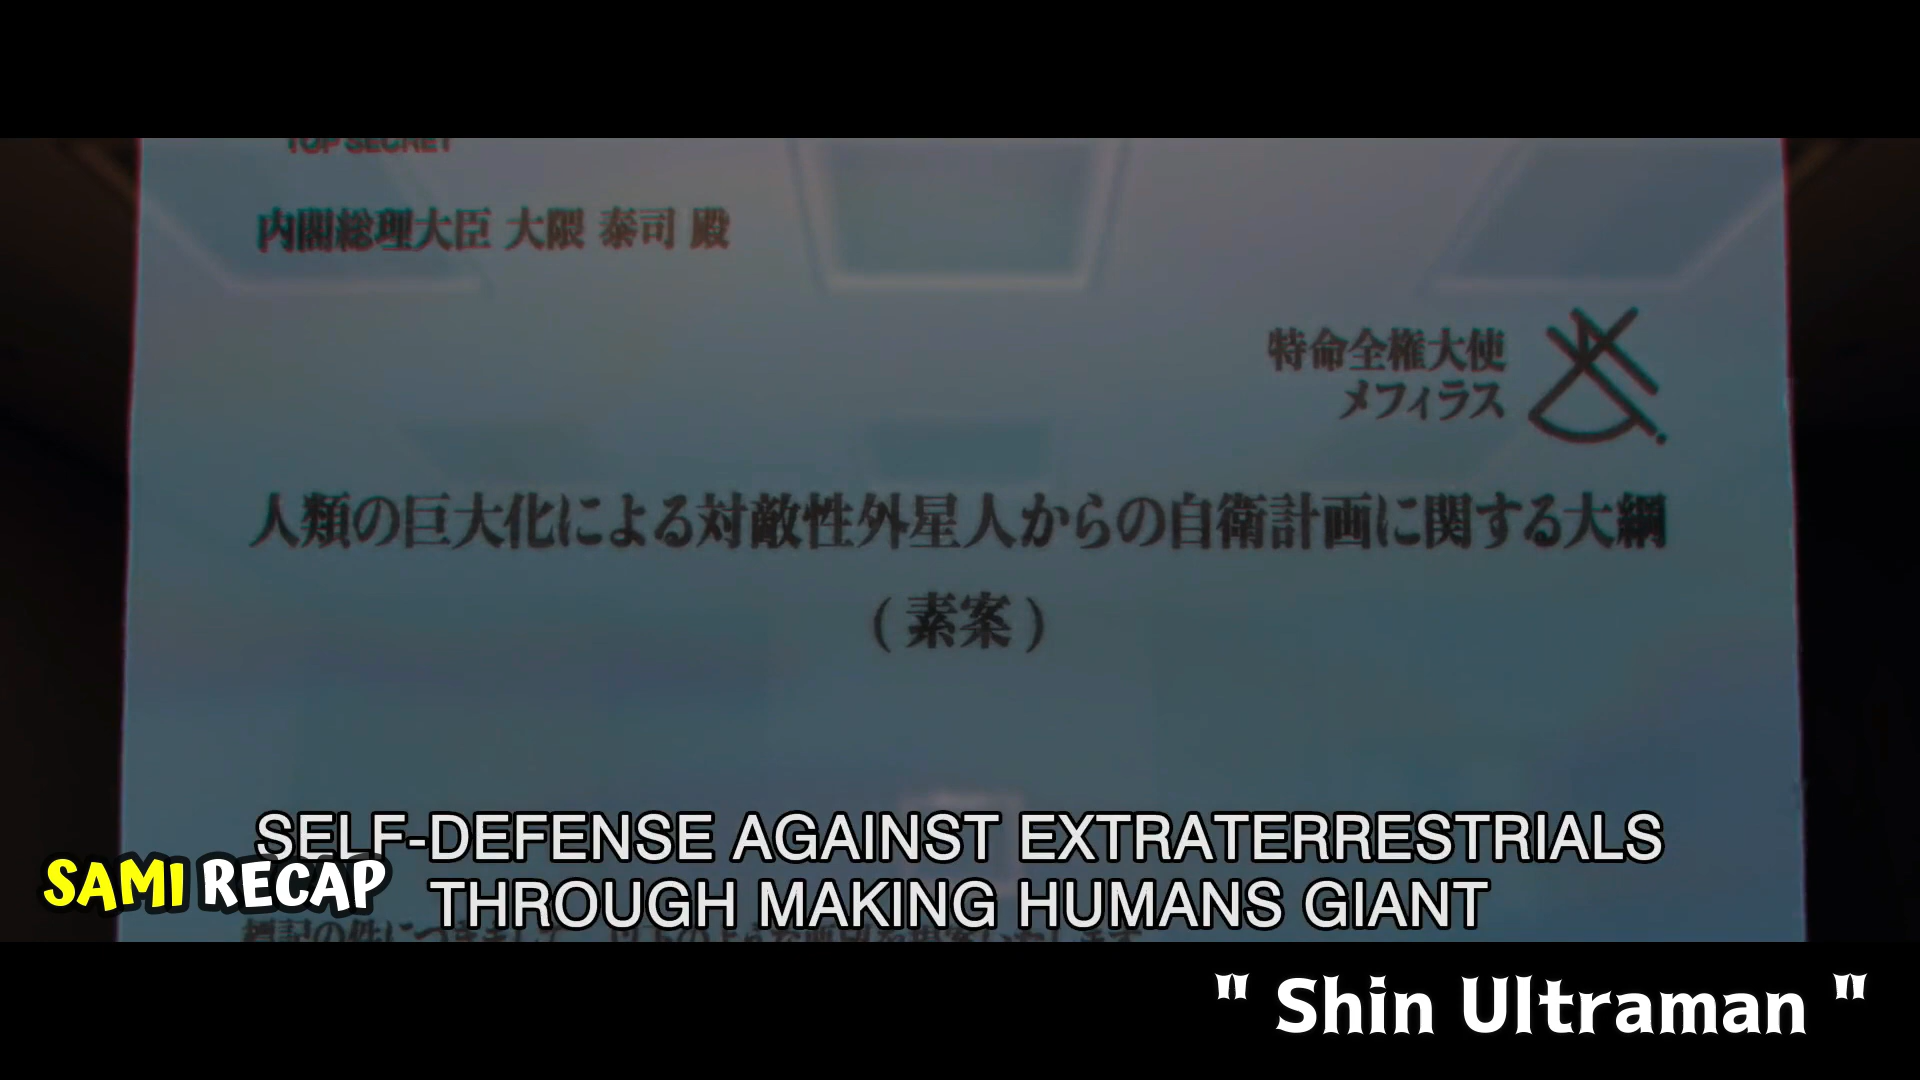 TOP SECRET
内閣総理大臣 大隈 泰司 殿
特命全権大使
メフィラス
人類の巨大化による対敵性外星人からの自衛計画に関する大綱
(素案)
SELF-DEFENSE AGAINST EXTRATERRESTRIALS
THROUGH MAKING HUMANS GIANT
SAMI RECAP
" Shin Ultraman "